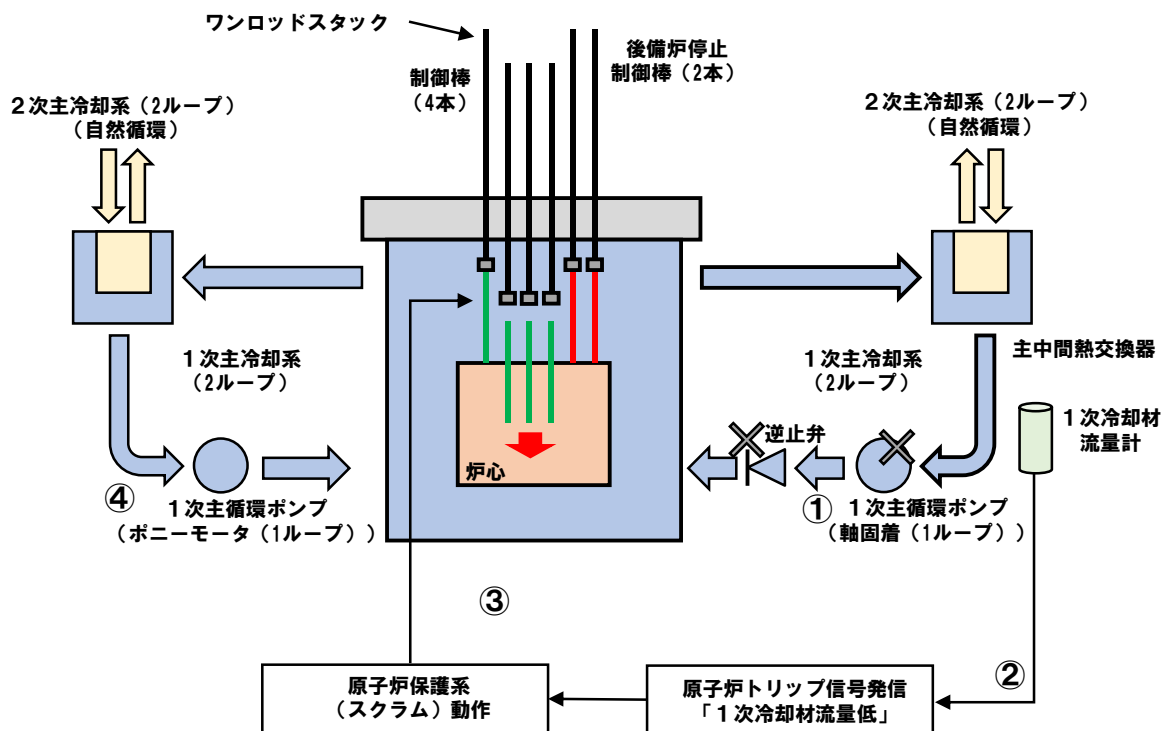 ワンロッドスタック
制御棒
（4本）
後備炉停止
制御棒（2本）
２次主冷却系（2ループ）
（自然循環）
２次主冷却系（2ループ）
（自然循環）
１次主冷却系
（2ループ）
１次主冷却系
（2ループ）
主中間熱交換器
１次冷却材
流量計
逆止弁
炉心
④
１次主循環ポンプ
（ポニーモータ（1ループ））
①
１次主循環ポンプ
（軸固着（1ループ））
③
②
原子炉保護系
（スクラム）動作
原子炉トリップ信号発信
「１次冷却材流量低」